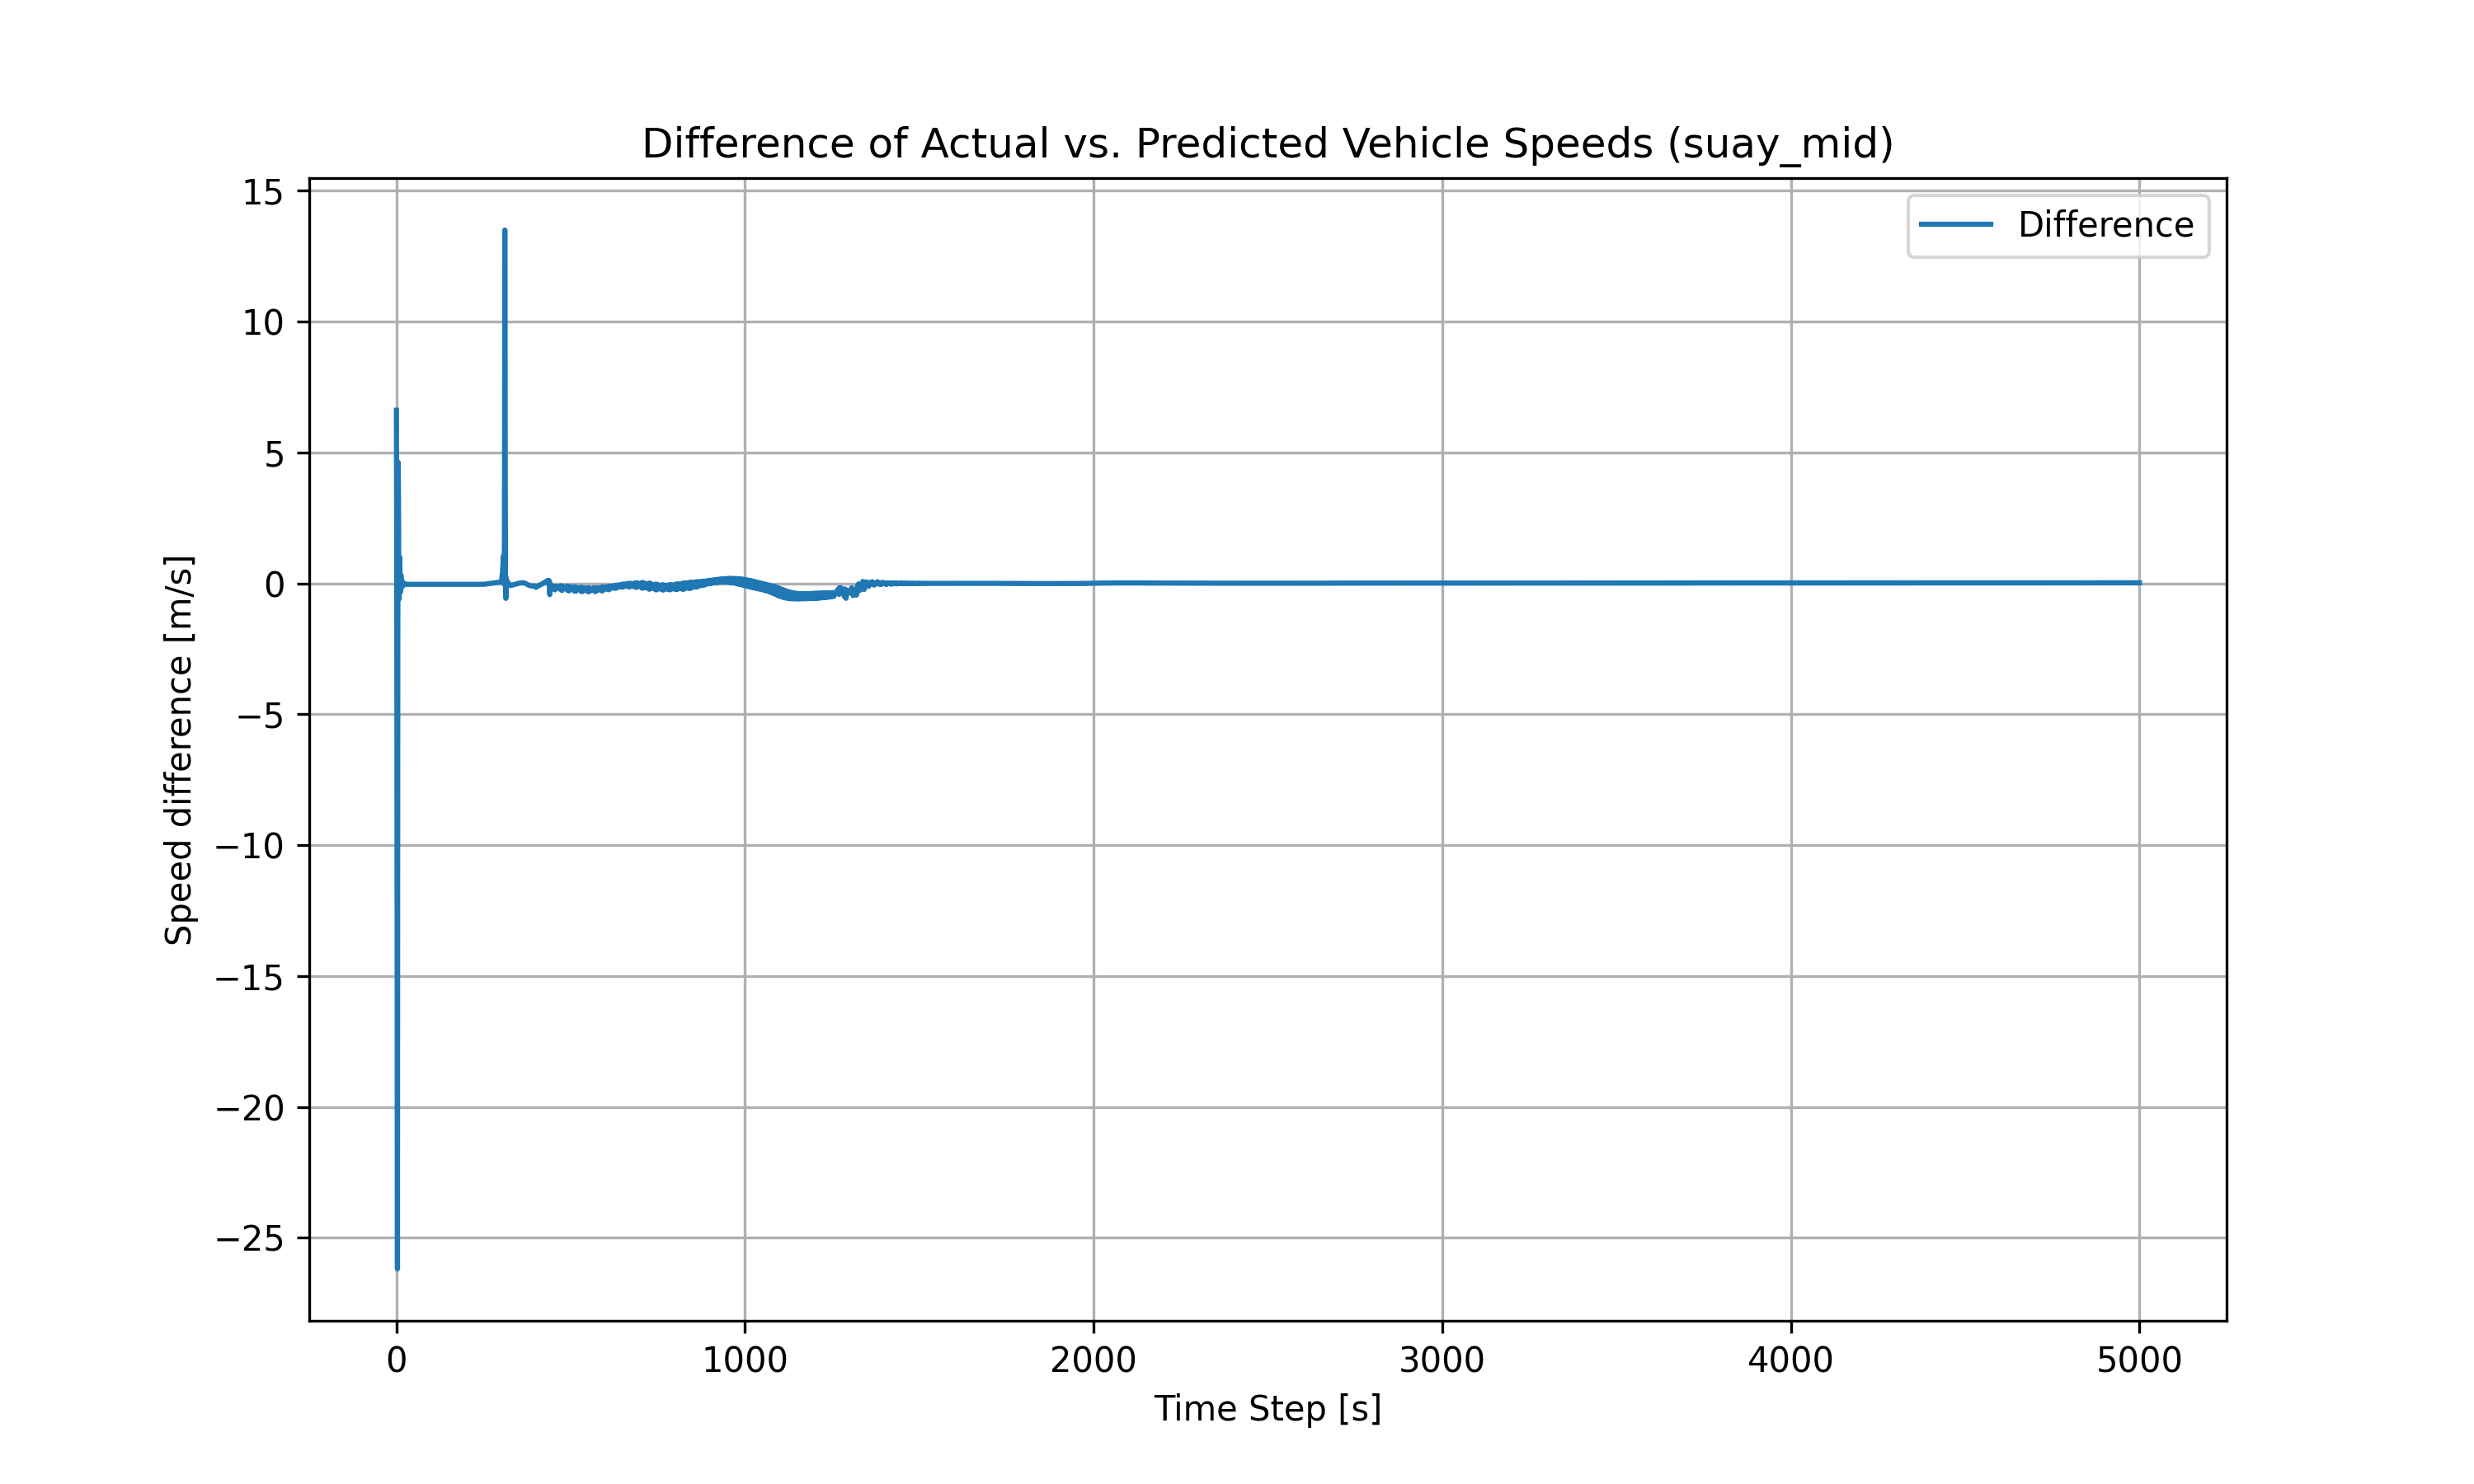 Difference of Actual vs. Predicted Vehicle Speeds (suay_mid)
Difference
15
10
5
0
−5
−10
−15
−20
−25
Speed difference [m/s]
0 1000 2000 3000 4000 5000
Time Step [s]